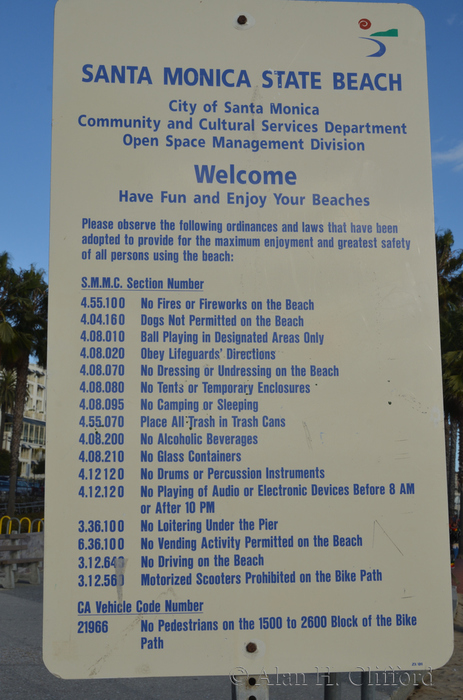 SANTA MONICA STATE BEACH
City of Santa Monica
Community and Cultural Services Department
Open Space Management Division
Welcome
Have Fun and Enjoy Your Beaches
Please observe the following ordinances and laws that have been
adopted to provide for the maximum enjoyment and greatest safety
of all persons using the beach:
S.M.M.C. Section Number
4.55.100 No Fires or Fireworks on the Beach
4.04.160 Dogs Not Permitted on the Beach
4.08.010 Ball Playing in Designated Areas Only
4.08.020 Obey Lifeguards' Directions
4.08.070 No Dressing or Undressing on the Beach
4.08.080 No Tents or Temporary Enclosures
4.08.095 No Camping or Sleeping
4.55.070 Place All Trash in Trash Cans
4.08.200 No Alcoholic Beverages
4.08.210 No Glass Containers
4.12120 No Drums or Percussion Instruments
4.12.120 No Playing of Audio or Electronic Devices Before 8 AM
or After 10 PM
3.36.100 No Loitering Under the Pier
6.36.100 No Vending Activity Permitted on the Beach
3.12.640 No Driving on the Beach
3.12.560 Motorized Scooters Prohibited on the Bike Path
CA Vehicle Code Number
21966 No Pedestrians on the 1500 to 2600 Block of the Bike
Path
© Alan H. Clifford